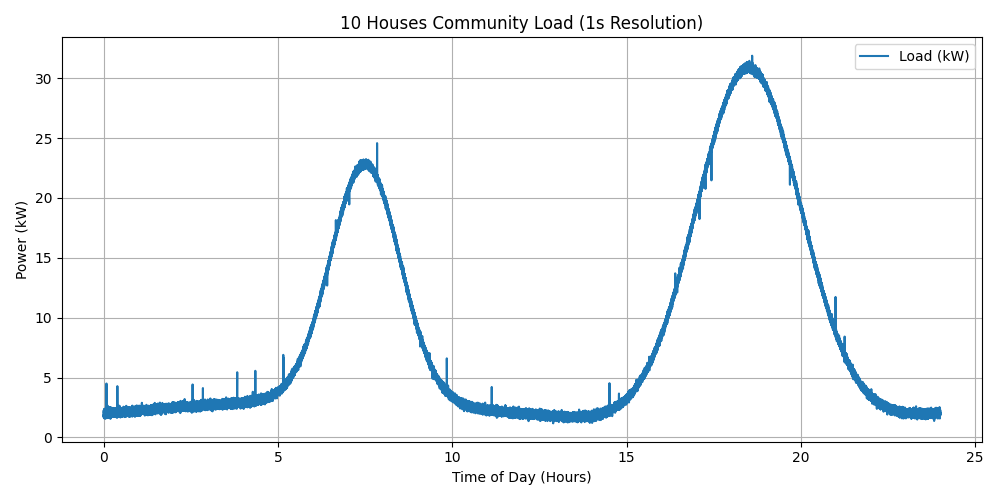 10 Houses Community Load (1s Resolution)
Load (kW)
30
25
20
15
10
5
0
Power (kW)
0 5 10 15 20 25
Time of Day (Hours)